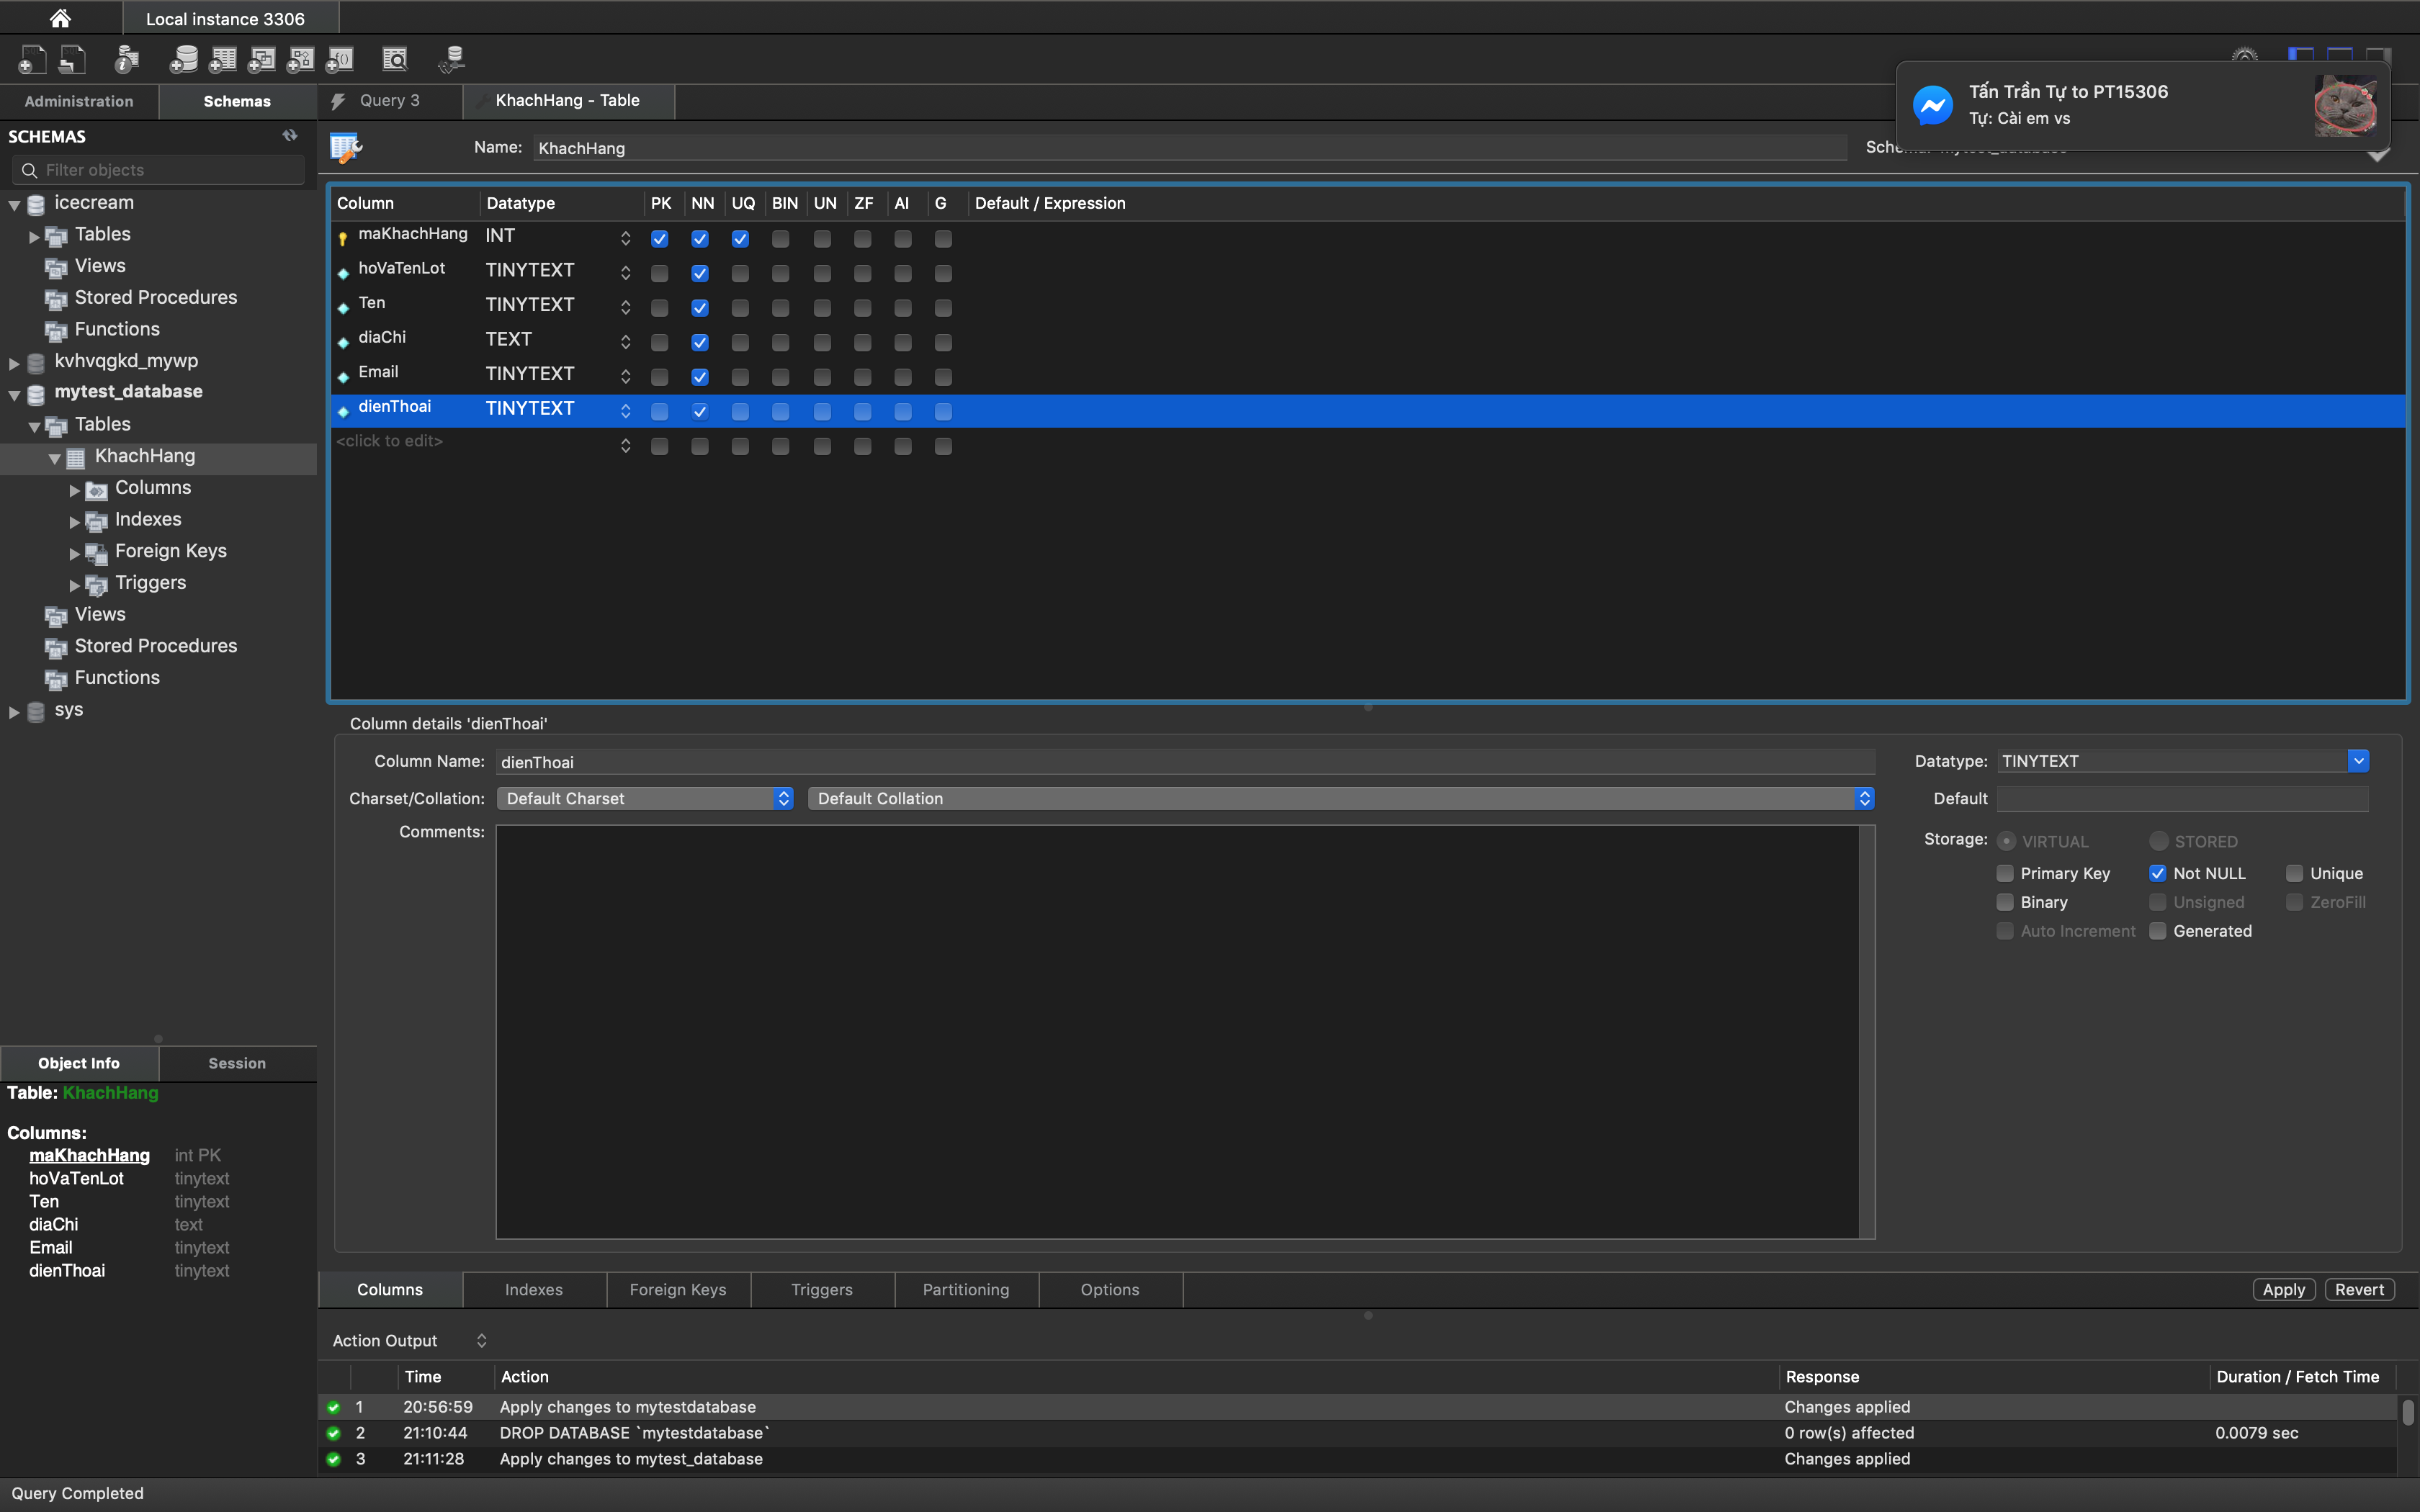 Local instance 3306
Administration
Schemas
Query 3
KhachHang - Table
Tấn Trần Tự to PT15306
Tự: Cài em vs
SCHEMAS
Filter objects
icecream
Tables
Views
Stored Procedures
Functions
kvhvqgkd_mywp
mytest_database
Tables
KhachHang
Columns
Indexes
Foreign Keys
Triggers
Views
Stored Procedures
Functions
sys
Object Info
Session
Table: KhachHang
Columns:
maKhachHang int PK
hoVaTenLot tinytext
Ten tinytext
diaChi text
Email tinytext
dienThoai tinytext
Name: KhachHang
Column Datatype PK NN UQ BIN UN ZF AI G Default / Expression
maKhachHang INT
hoVaTenLot TINYTEXT
Ten TINYTEXT
diaChi TEXT
Email TINYTEXT
dienThoai TINYTEXT
<click to edit>
Column details 'dienThoai'
Column Name: dienThoai
Charset/Collation: Default Charset Default Collation
Comments:
Datatype: TINYTEXT
Default
Storage: VIRTUAL STORED
Primary Key Not NULL Unique
Binary Unsigned ZeroFill
Auto Increment Generated
Columns Indexes Foreign Keys Triggers Partitioning Options
Apply Revert
Action Output
Time Action Response Duration / Fetch Time
1 20:56:59 Apply changes to mytestdatabase Changes applied
2 21:10:44 DROP DATABASE `mytestdatabase` 0 row(s) affected 0.0079 sec
3 21:11:28 Apply changes to mytest_database Changes applied
Query Completed